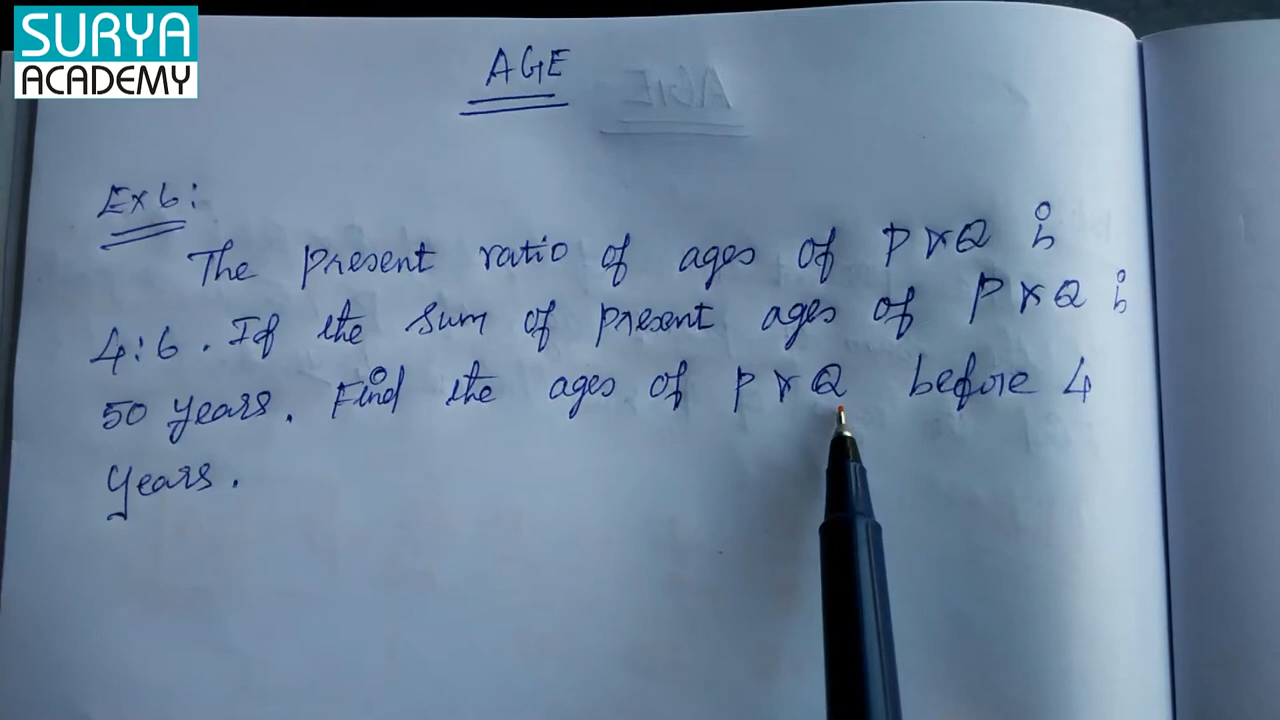 SURYA
ACADEMY
AGE
Ex 6:
The present ratio of ages of P & Q is
4:6. If the sum of present ages of P & Q is
50 years. Find the ages of P & Q before 4
years.